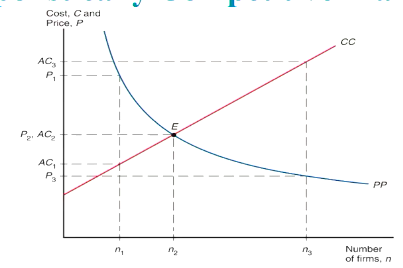 Cost, C and
Price, P
CC
AC3
P1
E
P2, AC2
AC1
P3
PP
n1
n2
n3
Number
of firms, n